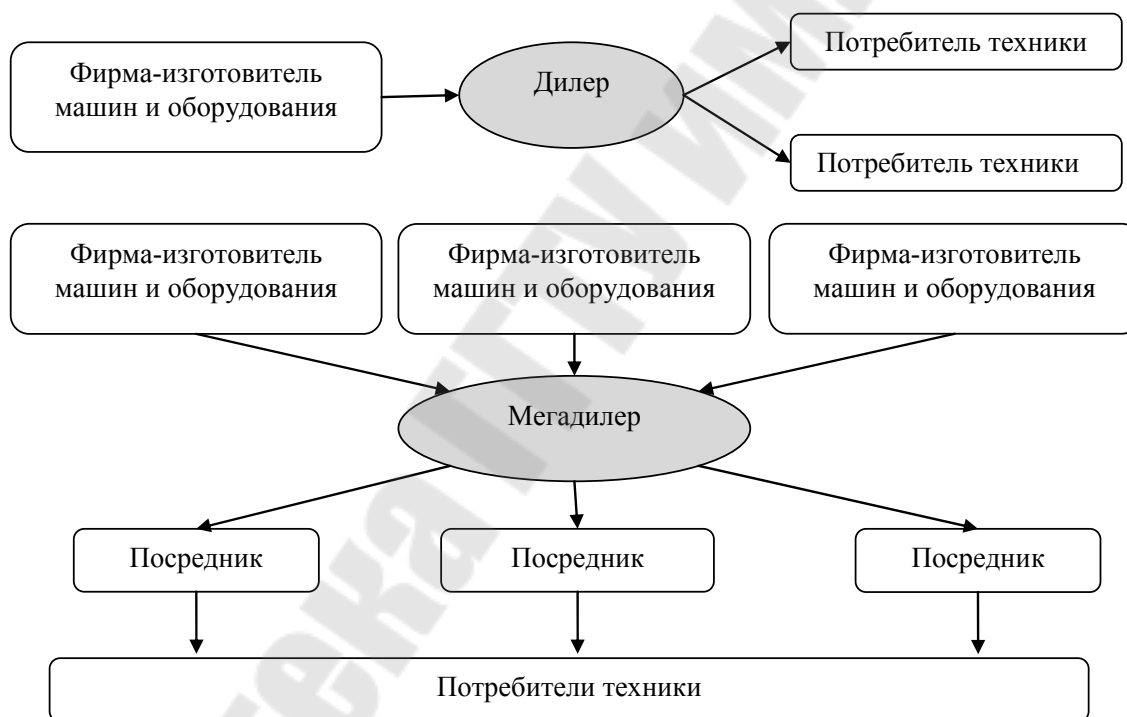 Потребитель техники
Фирма-изготовитель
машин и оборудования
Дилер
Потребитель техники
Фирма-изготовитель
машин и оборудования
Фирма-изготовитель
машин и оборудования
Фирма-изготовитель
машин и оборудования
Мегадилер
Посредник
Посредник
Посредник
Потребители техники